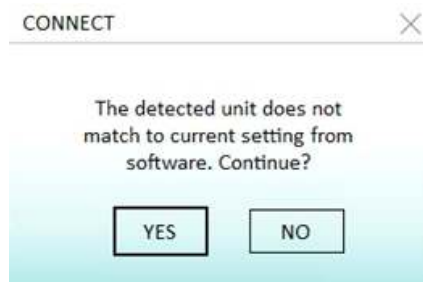 CONNECT
The detected unit does not
match to current setting from
software. Continue?
YES NO